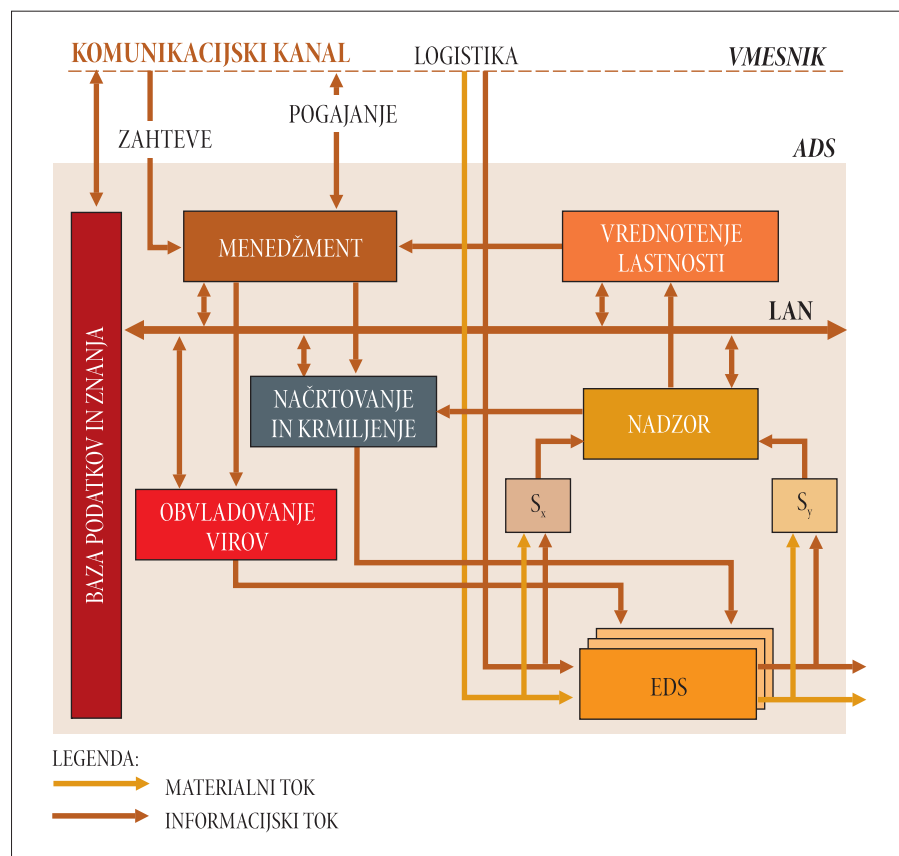 KOMUNIKACIJSKI KANAL
LOGISTIKA
VMESNIK
ZAHTEVE
POGAJANJE
ADS
MENEDŽMENT
VREDNOTENJE
LASTNOSTI
LAN
BAZA PODATKOV IN ZNANJA
NAČRTOVANJE
IN KRMILJENJE
NADZOR
OBVLADOVANJE
VIROV
Sx
Sy
EDS
LEGENDA:
MATERIALNI TOK
INFORMACIJSKI TOK